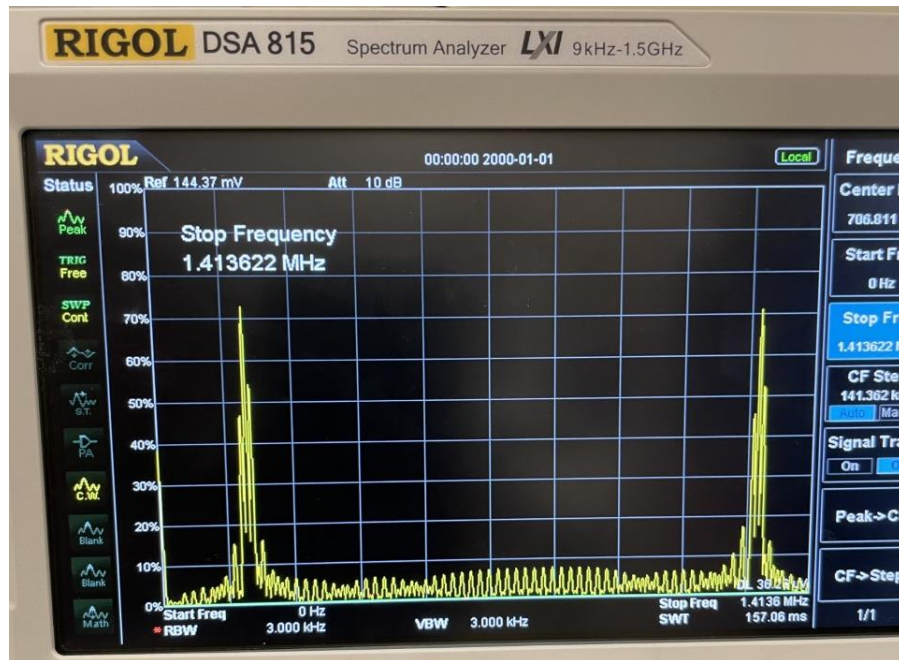 RIGOL DSA 815 Spectrum Analyzer LXI 9kHz-1.5GHz
RIGOL 00:00:00 2000-01-01 Local
Status
Ref 144.37 mV Att 10 dB
Peak
TRIG
Free
SWP
Cont
Corr
S.T.
PA
C.W.
Blank
Blank
Math
100%
90%
80%
70%
60%
50%
40%
30%
20%
10%
0%
Stop Frequency
1.413622 MHz
Start Freq 0 Hz
Stop Freq 1.4136 MHz
*RBW 3.000 kHz VBW 3.000 kHz SWT 157.06 ms
Freque
Center
706.811
Start Fr
0 Hz
Stop Fr
1.413622
CF Ste
141.362 k
Auto Ma
Signal Tra
On
Peak->C
CF->Step
1/1